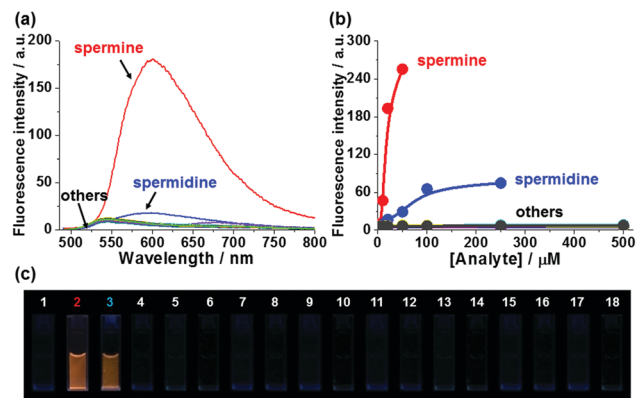 (a)
Fluorescence intensity / a.u.
200
150
100
50
0
spermine
spermidine
others
500 550 600 650 700 750 800
Wavelength / nm
(b)
Fluorescence intensity / a.u.
300
240
180
120
60
0
spermine
spermidine
others
0 100 200 300 400 500
[Analyte] / μM
(c)
1 2 3 4 5 6 7 8 9 10 11 12 13 14 15 16 17 18